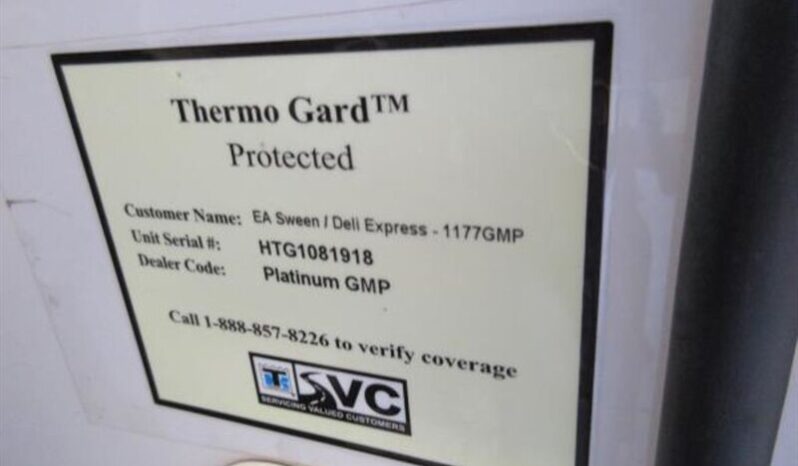 Thermo Gard™
Protected
Customer Name: EA Sween / Deli Express - 1177GMP
Unit Serial #: HTG1081918
Dealer Code: Platinum GMP
Call 1-888-857-8226 to verify coverage
SVC
SERVICING VALUED CUSTOMERS